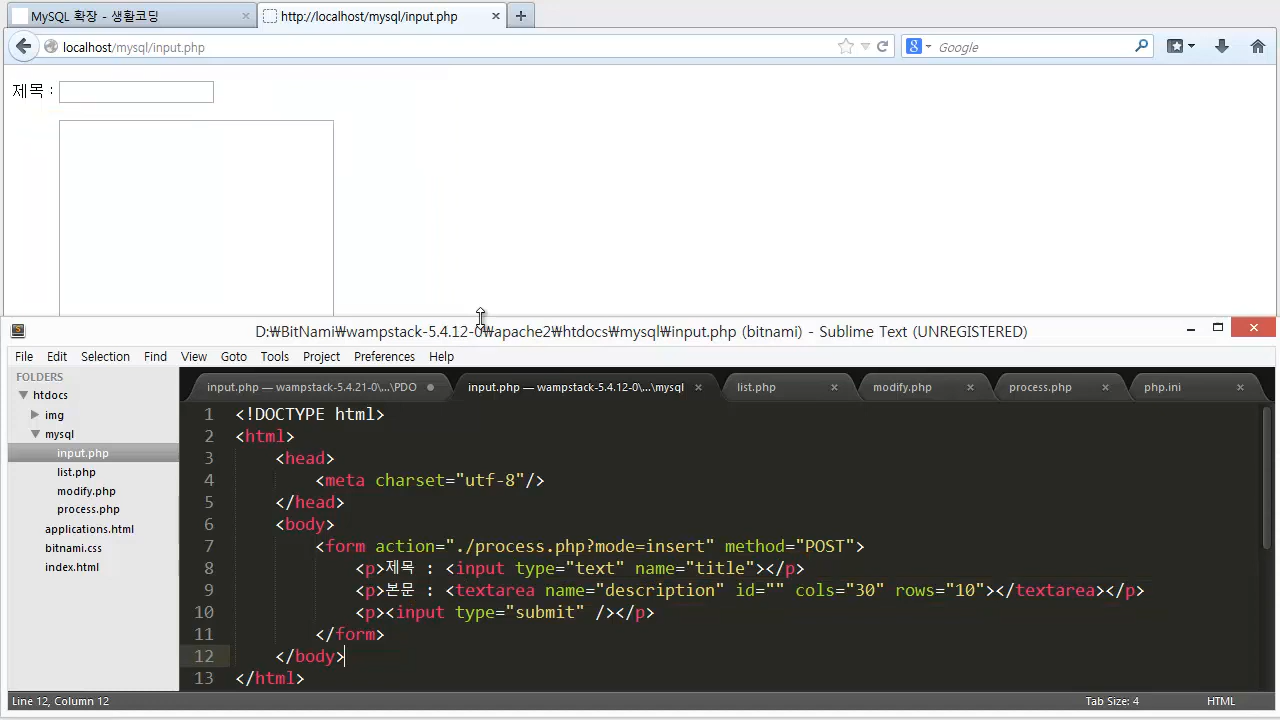 MySQL 확장 - 생활코딩
http://localhost/mysql/input.php
localhost/mysql/input.php
Google
제목 :
D:₩BitNami₩wampstack-5.4.12-0₩apache2₩htdocs₩mysql₩input.php (bitnami) - Sublime Text (UNREGISTERED)
File Edit Selection Find View Goto Tools Project Preferences Help
FOLDERS
htdocs
img
mysql
input.php
list.php
modify.php
process.php
applications.html
bitnami.css
index.html
input.php — wampstack-5.4.21-0\...\PDO
input.php — wampstack-5.4.12-0\...\mysql
list.php
modify.php
process.php
php.ini
1 <!DOCTYPE html>
2 <html>
3 <head>
4 <meta charset="utf-8"/>
5 </head>
6 <body>
7 <form action="./process.php?mode=insert" method="POST">
8 <p>제목 : <input type="text" name="title"></p>
9 <p>본문 : <textarea name="description" id="" cols="30" rows="10"></textarea></p>
10 <p><input type="submit" /></p>
11 </form>
12 </body>
13 </html>
Line 12, Column 12
Tab Size: 4
HTML